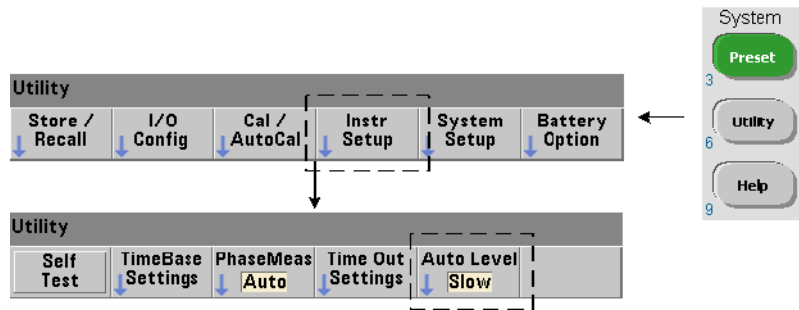 System
Preset
3
Utility
6
Help
9
Utility
Store / Recall
I/O Config
Cal / AutoCal
Instr Setup
System Setup
Battery Option
Utility
Self Test
TimeBase Settings
PhaseMeas Auto
Time Out Settings
Auto Level Slow